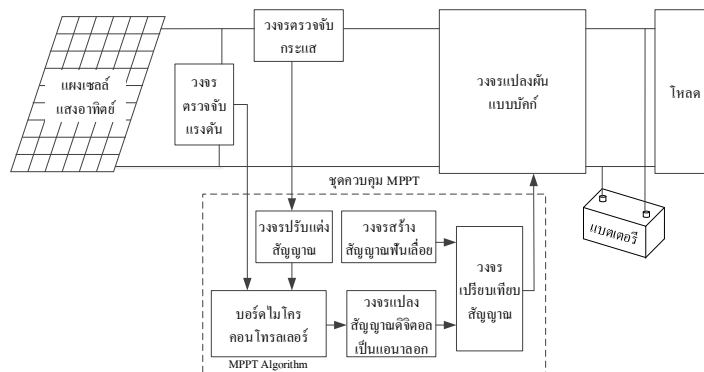 วงจรตรวจจับ
กระแส
แผงเซลล์
แสงอาทิตย์
วงจร
ตรวจจับ
แรงดัน
วงจรแปลงผัน
แบบบัคก์
โหลด
ชุดควบคุม MPPT
วงจรปรับแต่ง
สัญญาณ
วงจรสร้าง
สัญญาณฟันเลื่อย
วงจร
เปรียบเทียบ
สัญญาณ
แบตเตอรี่
บอร์ดไมโคร
คอนโทรลเลอร์
วงจรแปลง
สัญญาณดิจิตอล
เป็นแอนาลอก
MPPT Algorithm